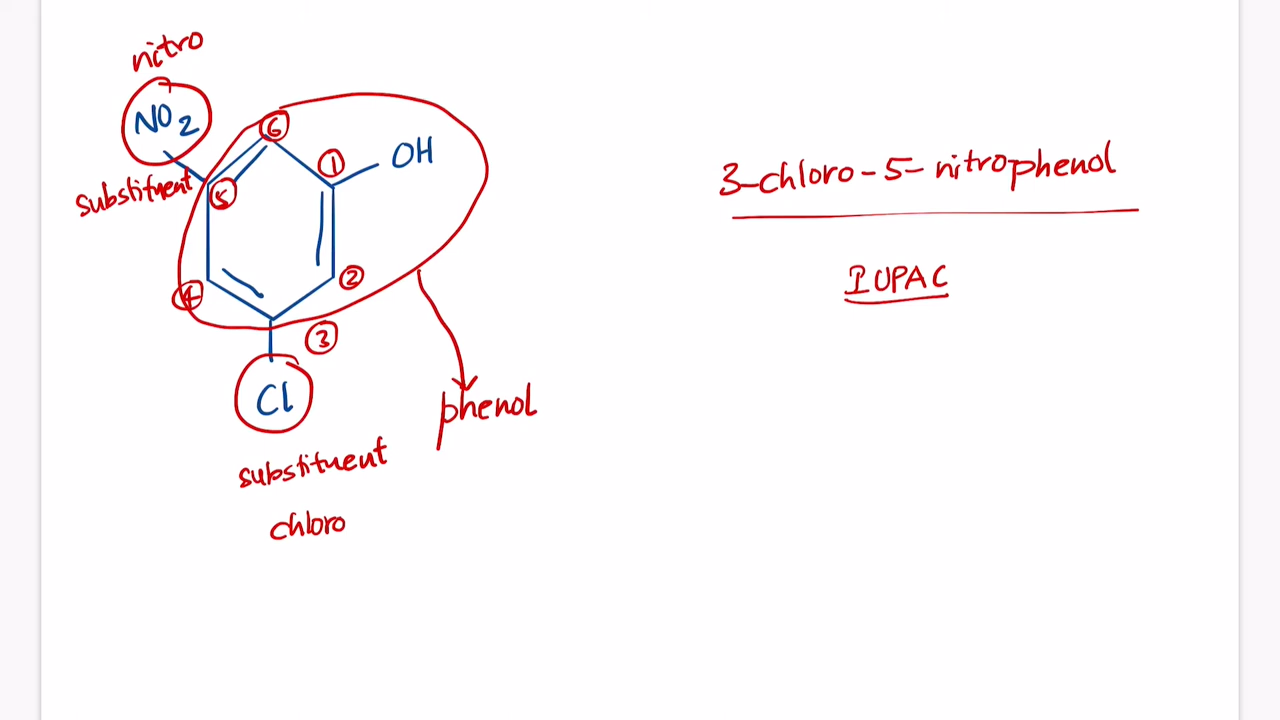 nitro
NO2
6
1
OH
substituent
5
3-chloro-5-nitrophenol
4
2
IUPAC
3
Cl
phenol
substituent
chloro